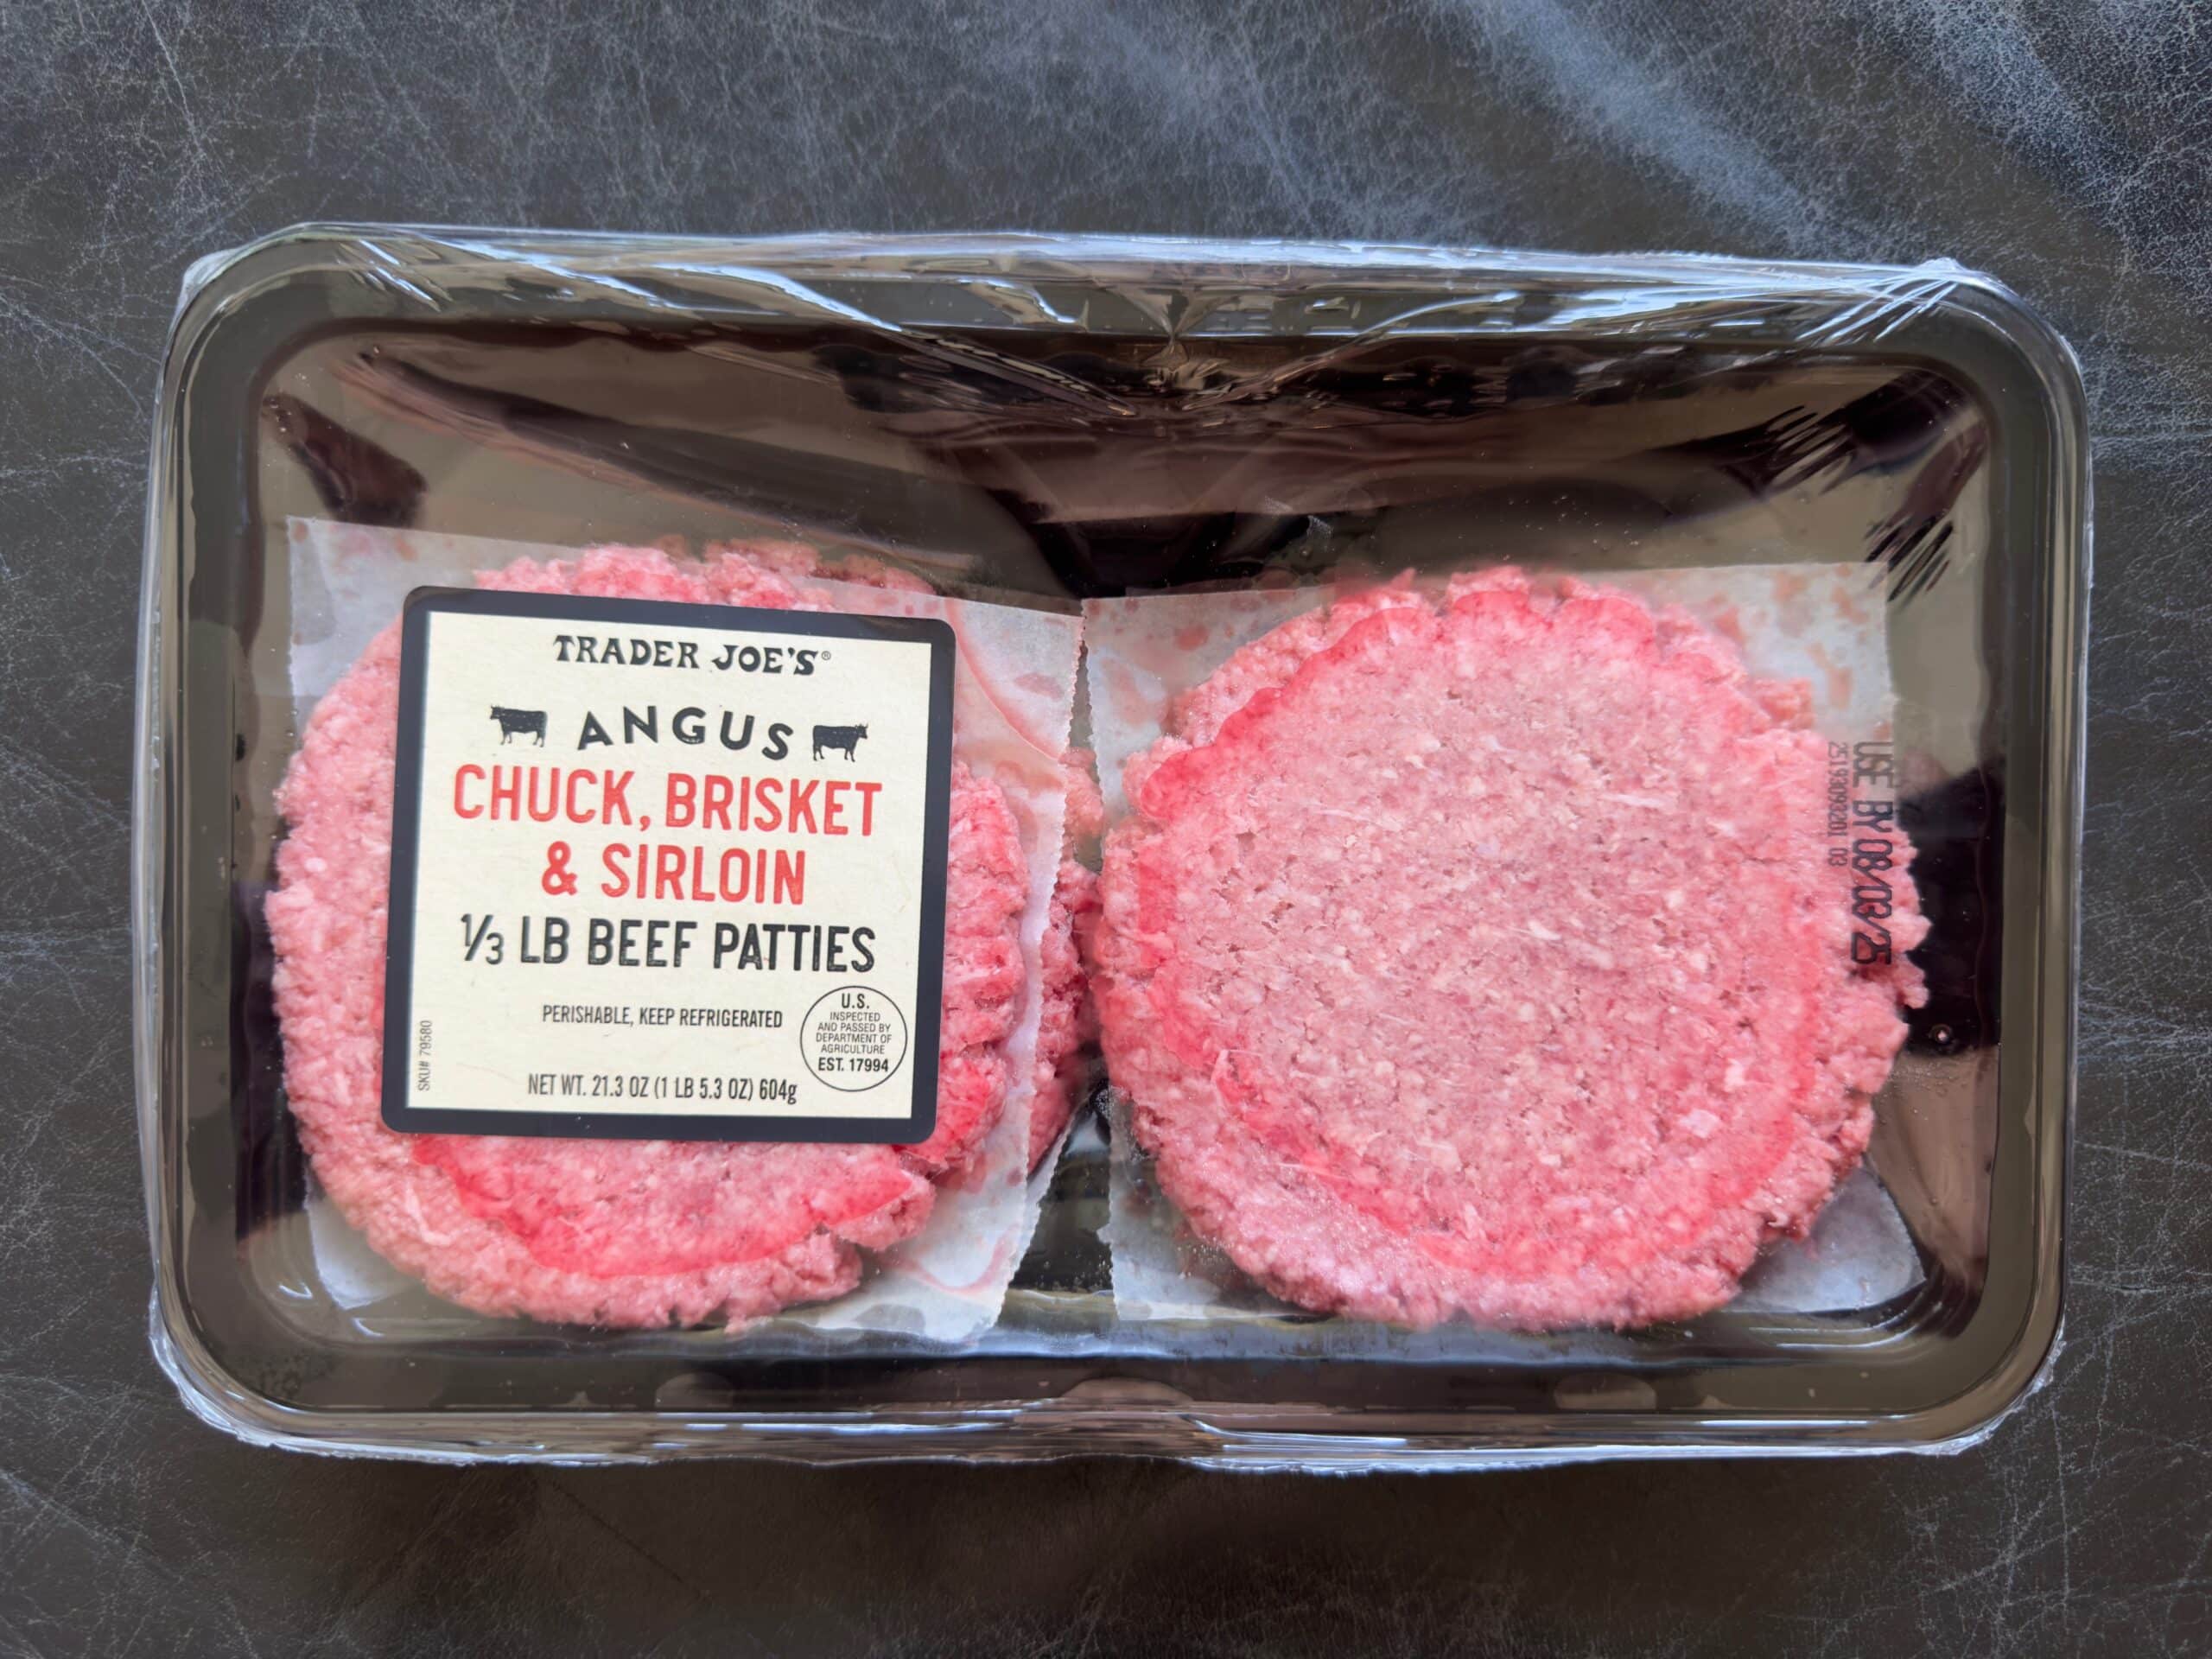 TRADER JOE'S®
ANGUS
CHUCK, BRISKET
& SIRLOIN
1/3 LB BEEF PATTIES
PERISHABLE, KEEP REFRIGERATED
U.S.
INSPECTED
AND PASSED BY
DEPARTMENT OF
AGRICULTURE
EST. 17994
NET WT. 21.3 OZ (1 LB 5.3 OZ) 604g
SKU# 79580
USE BY 08/03/25